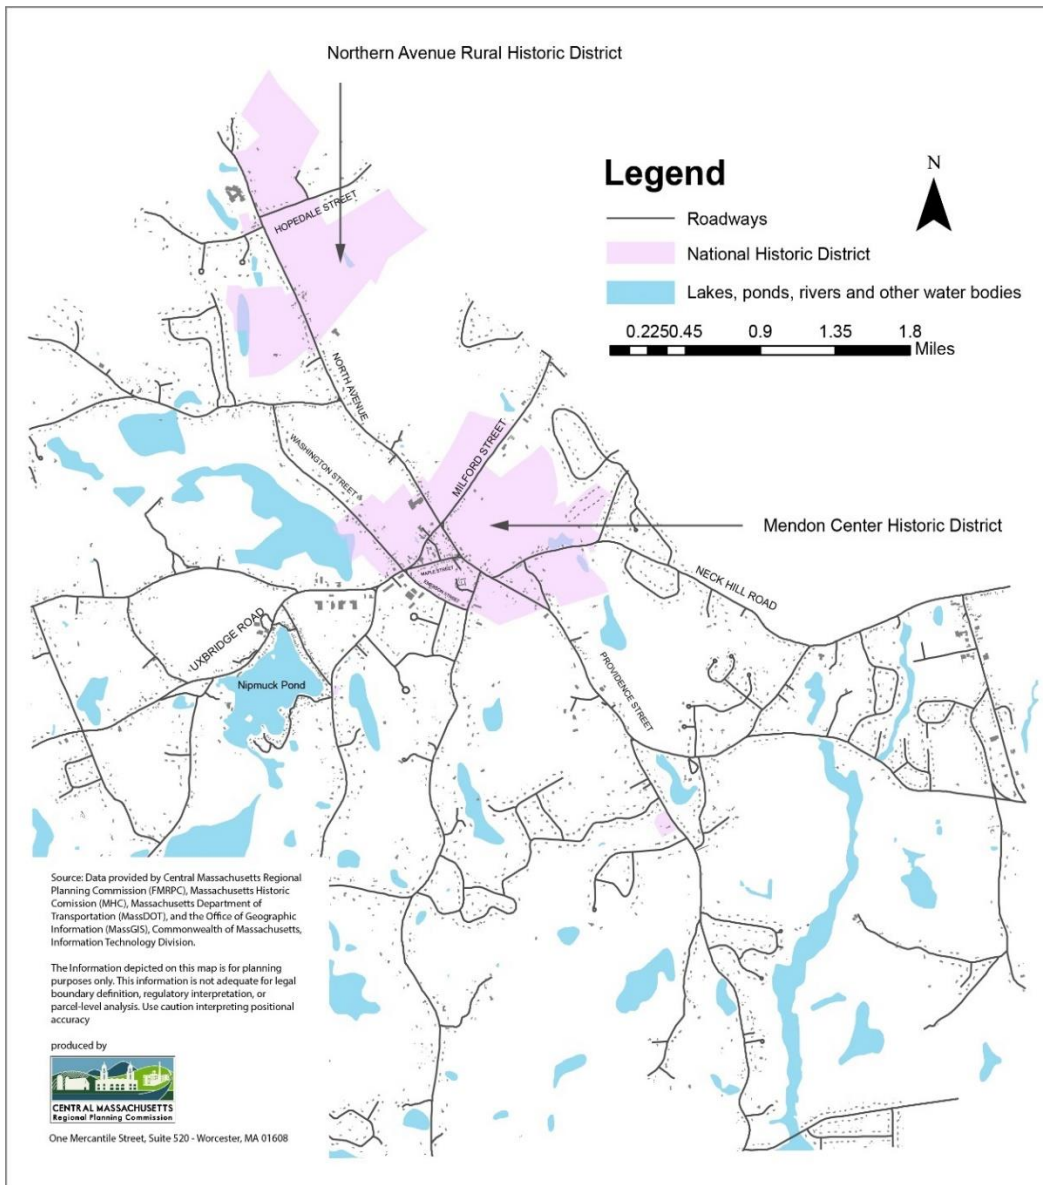 Northern Avenue Rural Historic District
Legend
N
Roadways
National Historic District
Lakes, ponds, rivers and other water bodies
0.2250.45 0.9 1.35 1.8
Miles
HOPEDALE STREET
NORTH AVENUE
WASHINGTON STREET
MILFORD STREET
Mendon Center Historic District
MAPLE STREET
EMERSON STREET
NECK HILL ROAD
UXBRIDGE ROAD
PROVIDENCE STREET
Nipmuck Pond
Source: Data provided by Central Massachusetts Regional
Planning Commission (FMRPC), Massachusetts Historic
Comission (MHC), Massachusetts Department of
Transportation (MassDOT), and the Office of Geographic
Information (MassGIS), Commonwealth of Massachusetts,
Information Technology Division.
The Information depicted on this map is for planning
purposes only. This information is not adequate for legal
boundary definition, regulatory interpretation, or
parcel-level analysis. Use caution interpreting positional
accuracy
produced by
CENTRAL MASSACHUSETTS
Regional Planning Commission
One Mercantile Street, Suite 520 - Worcester, MA 01608